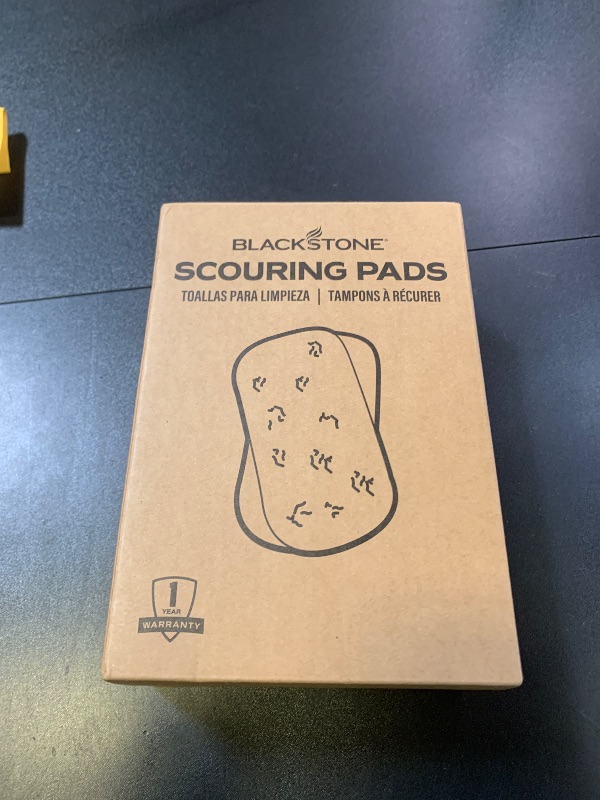 BLACKSTONE®
SCOURING PADS
TOALLAS PARA LIMPIEZA | TAMPONS À RÉCURER
1
YEAR
WARRANTY